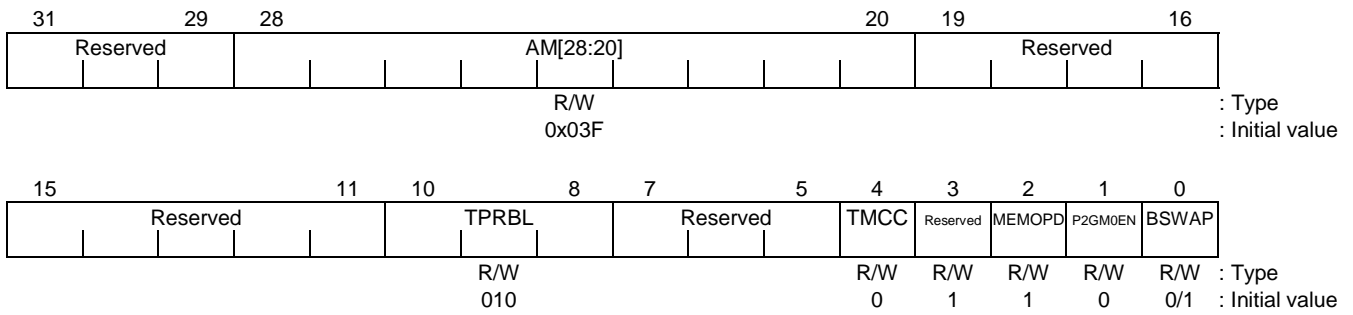 31 29 28 20 19 16
Reserved AM[28:20] Reserved
R/W : Type
0x03F : Initial value
15 11 10 8 7 5 4 3 2 1 0
Reserved TPRBL Reserved TMCC Reserved MEMOPD P2GM0EN BSWAP
R/W R/W R/W R/W R/W R/W : Type
010 0 1 1 0 0/1 : Initial value